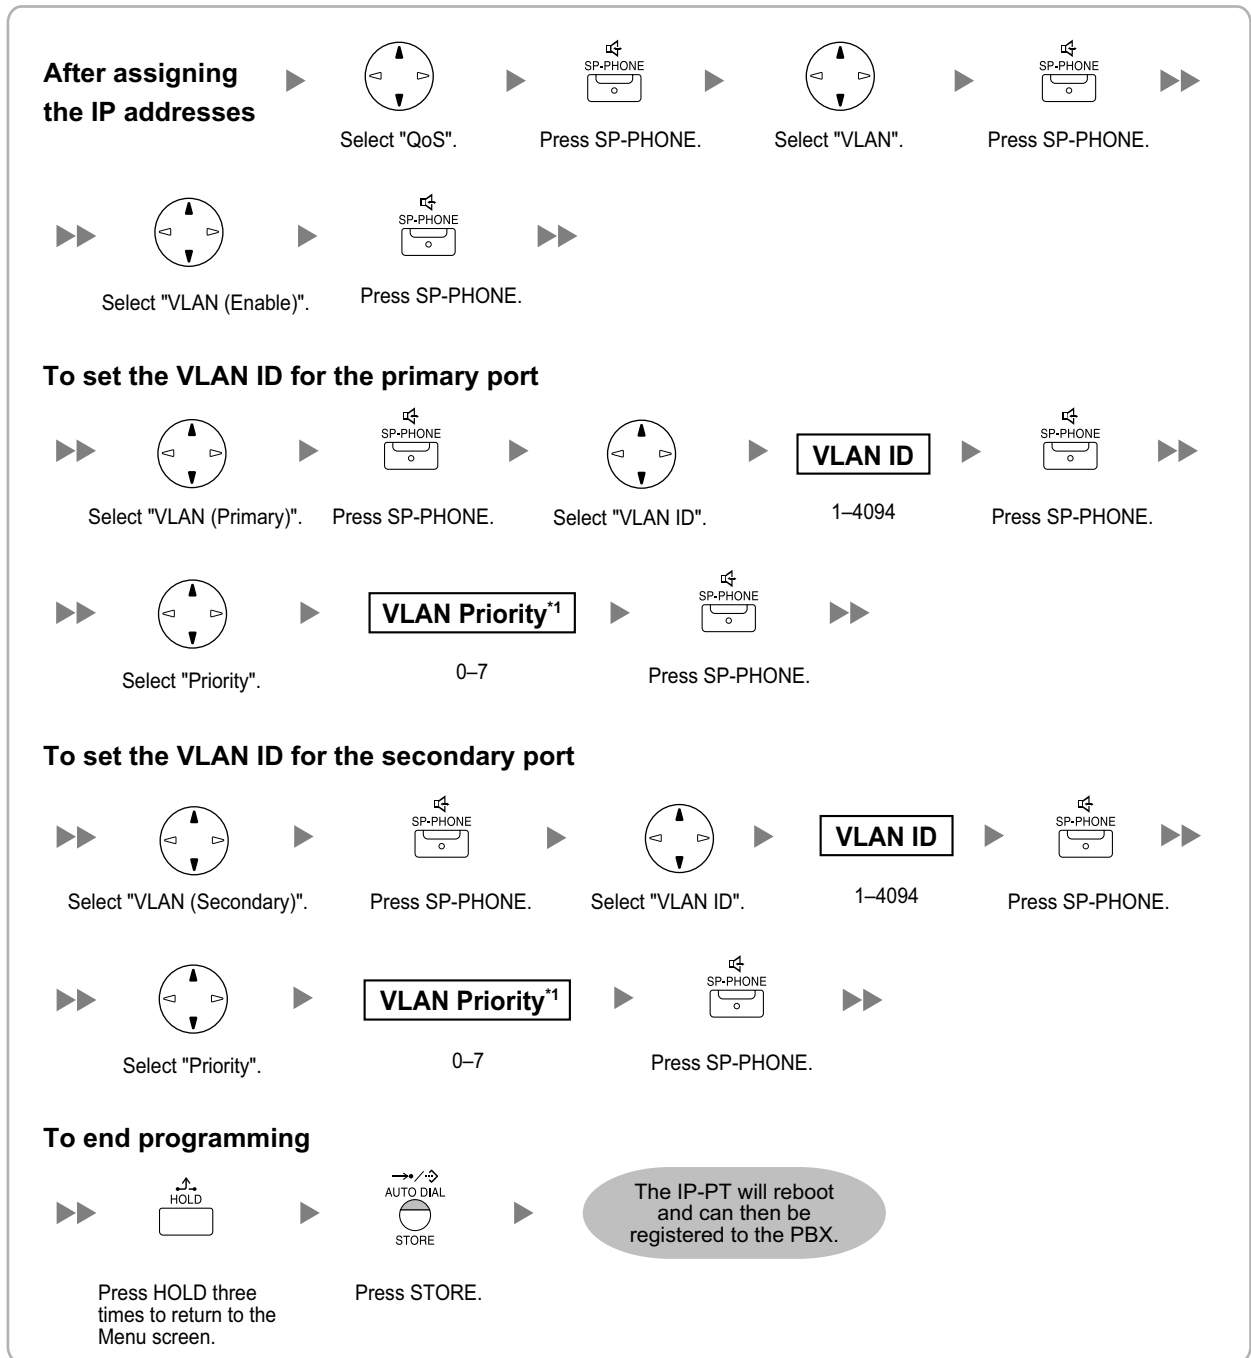 After assigning
the IP addresses
SP-PHONE
SP-PHONE
Select "QoS".
Press SP-PHONE.
Select "VLAN".
Press SP-PHONE.
SP-PHONE
Select "VLAN (Enable)".
Press SP-PHONE.
To set the VLAN ID for the primary port
SP-PHONE
VLAN ID
SP-PHONE
Select "VLAN (Primary)".
Press SP-PHONE.
Select "VLAN ID".
1–4094
Press SP-PHONE.
VLAN Priority*1
SP-PHONE
Select "Priority".
0–7
Press SP-PHONE.
To set the VLAN ID for the secondary port
SP-PHONE
VLAN ID
SP-PHONE
Select "VLAN (Secondary)".
Press SP-PHONE.
Select "VLAN ID".
1–4094
Press SP-PHONE.
VLAN Priority*1
SP-PHONE
Select "Priority".
0–7
Press SP-PHONE.
To end programming
HOLD
AUTO DIAL
STORE
The IP-PT will reboot
and can then be
registered to the PBX.
Press HOLD three
times to return to the
Menu screen.
Press STORE.